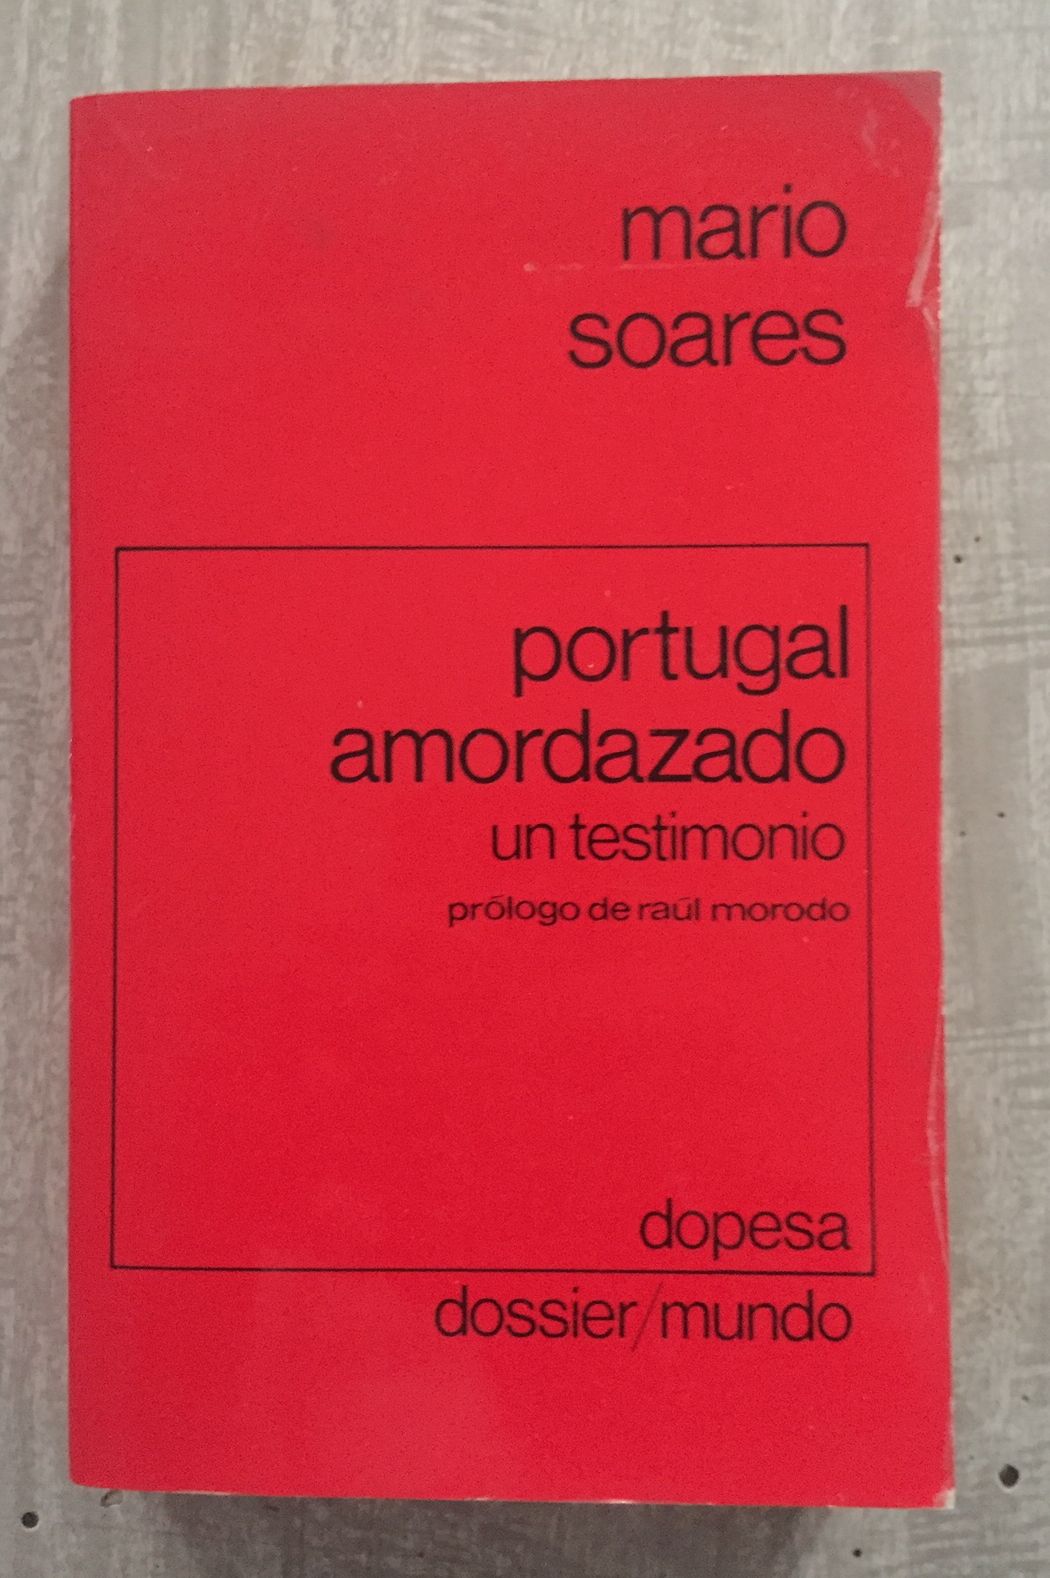 mario
soares
portugal
amordazado
un testimonio
prólogo de raúl morodo
dopesa
dossier/mundo